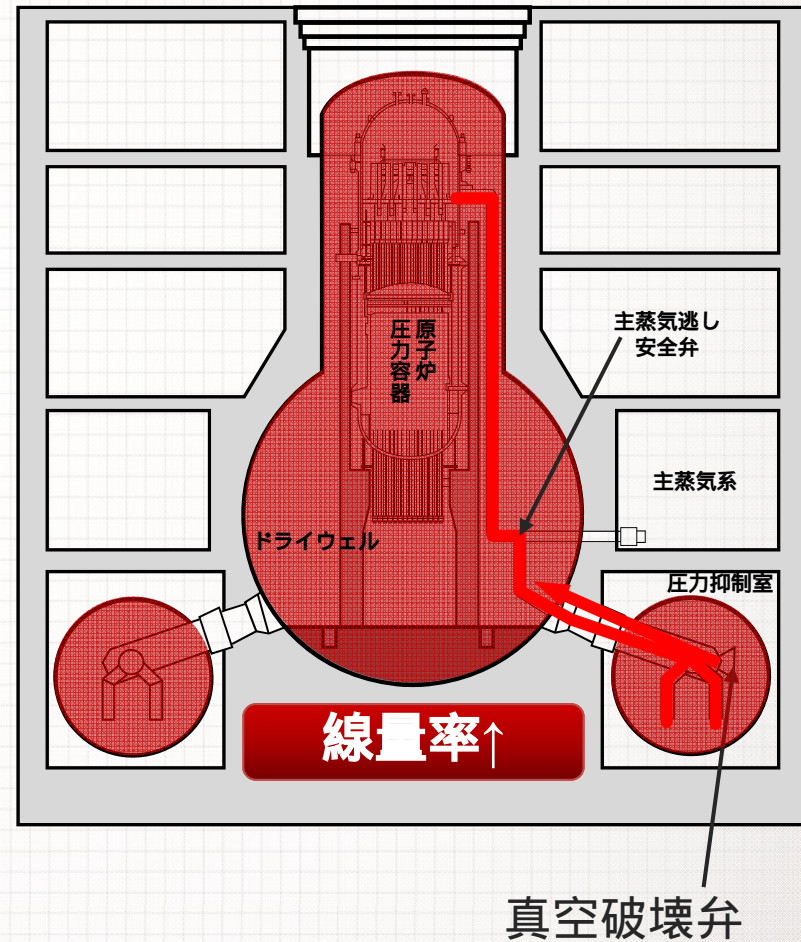 主蒸気逃し
安全弁
原子炉
圧力容器
主蒸気系
ドライウェル
圧力抑制室
線量率↑
真空破壊弁